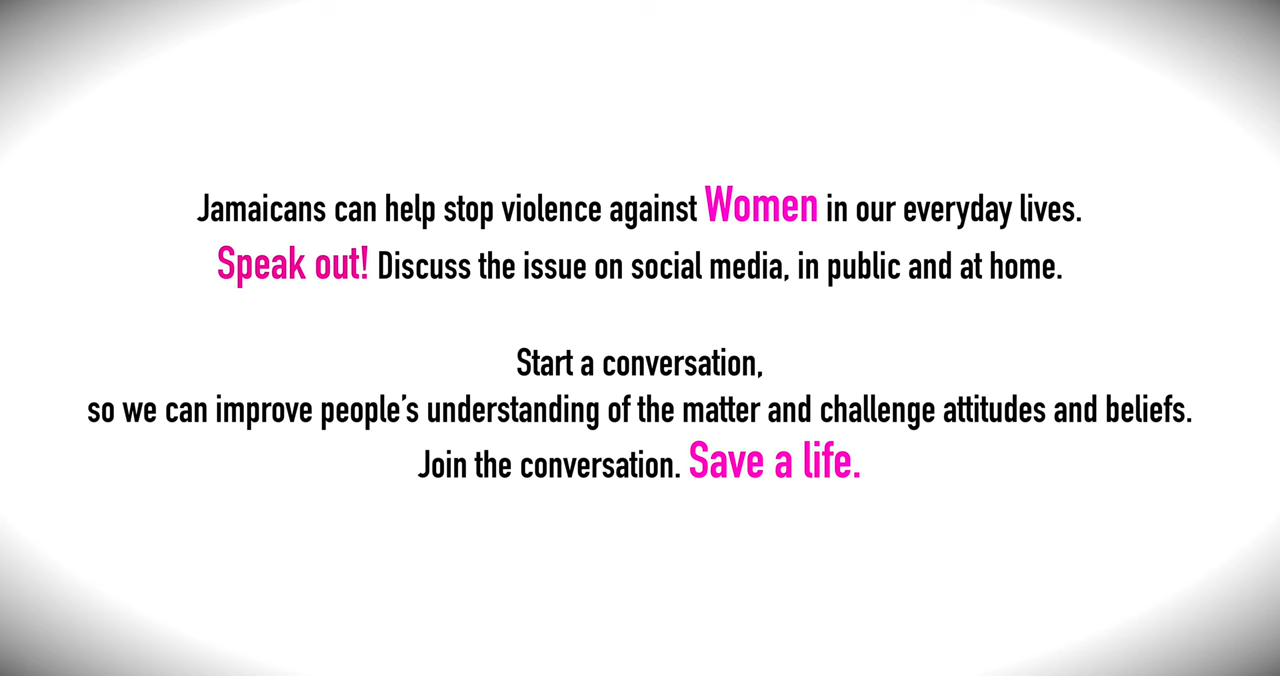 Jamaicans can help stop violence against Women in our everyday lives.
Speak out! Discuss the issue on social media, in public and at home.
Start a conversation,
so we can improve people’s understanding of the matter and challenge attitudes and beliefs.
Join the conversation. Save a life.